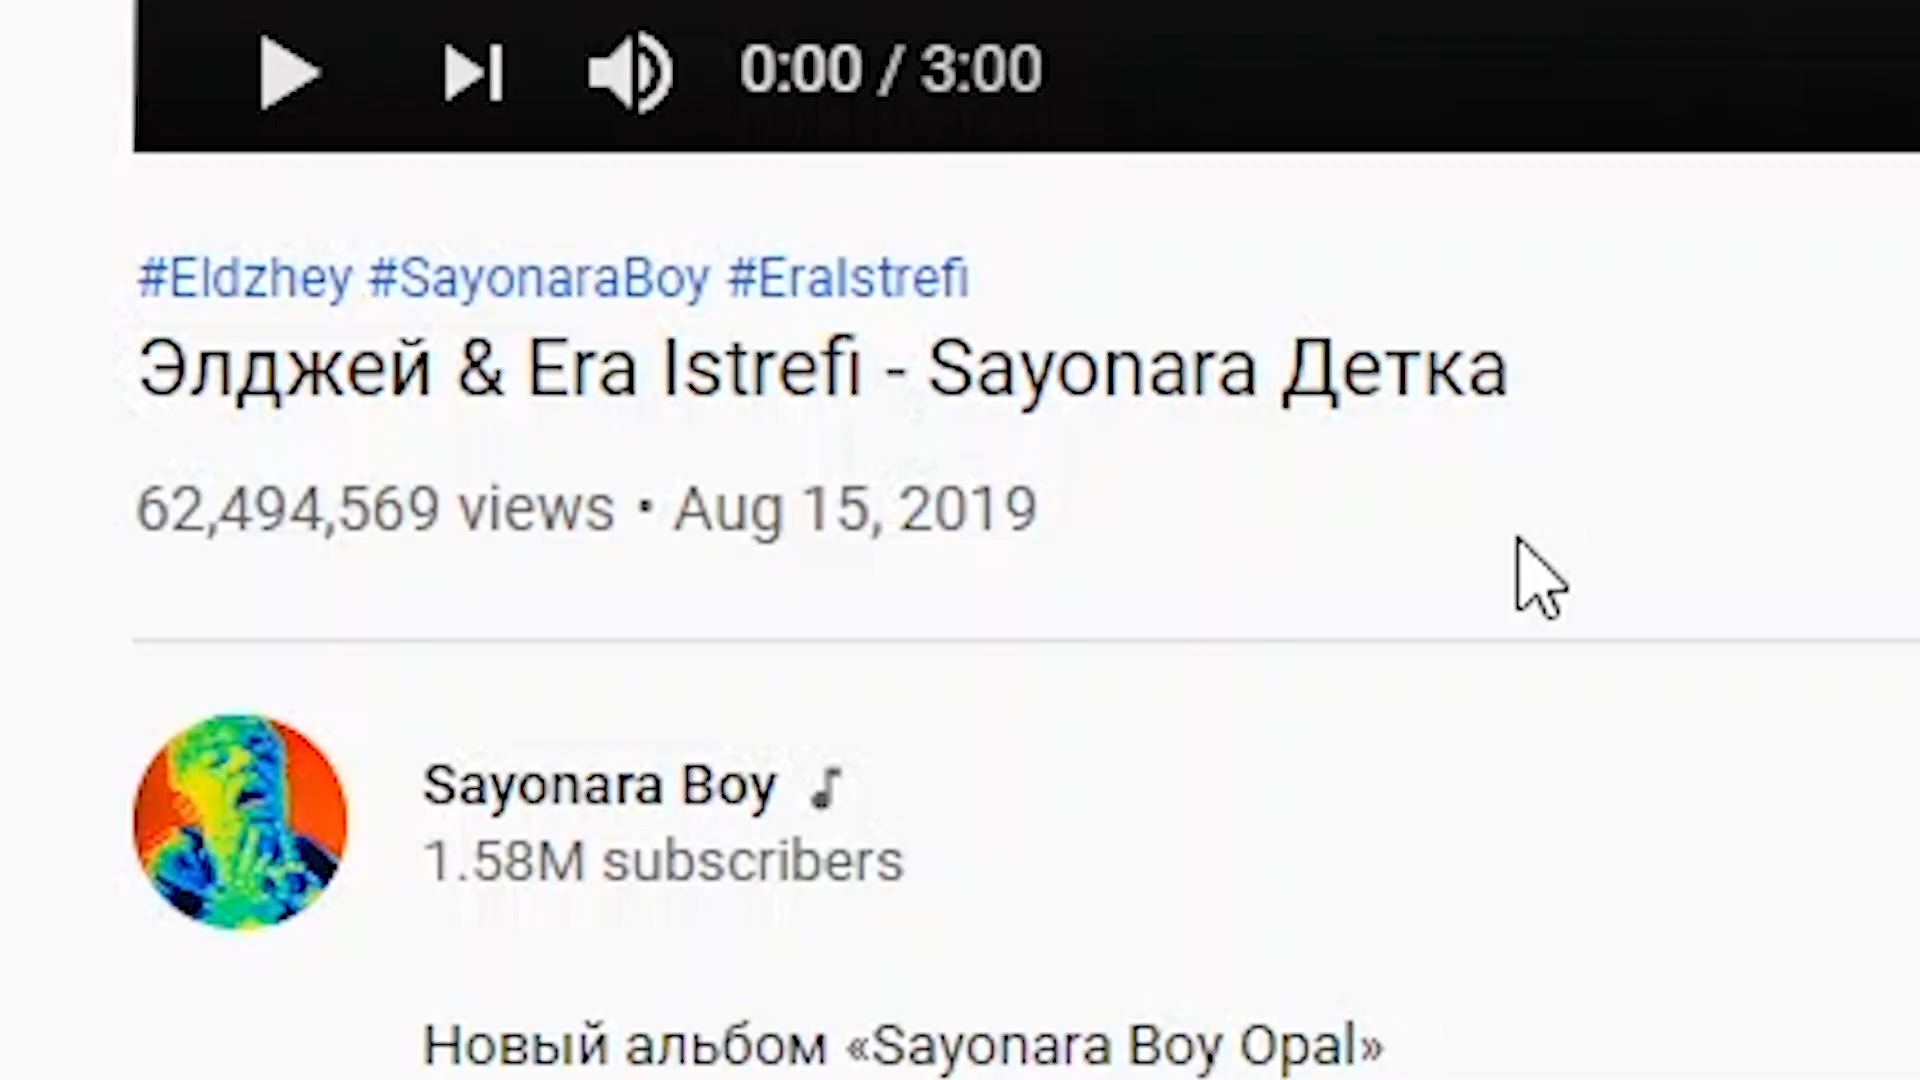 0:00 / 3:00
#Eldzhey #SayonaraBoy #EraIstrefi
Элджей & Era Istrefi - Sayonara Детка
62,494,569 views • Aug 15, 2019
Sayonara Boy
1.58M subscribers
Новый альбом «Sayonara Boy Opal»